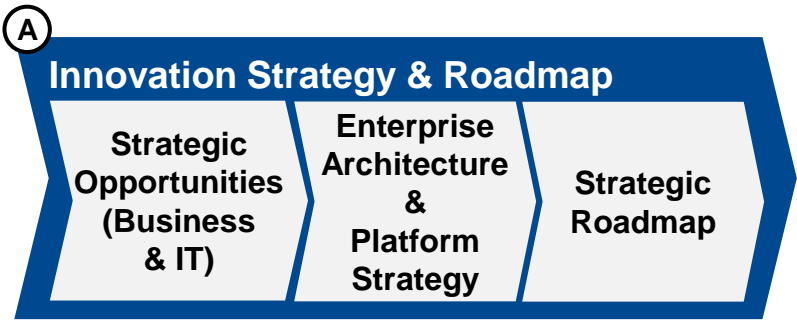 A
Innovation Strategy & Roadmap
Strategic
Opportunities
(Business
& IT)
Enterprise
Architecture
&
Platform
Strategy
Strategic
Roadmap